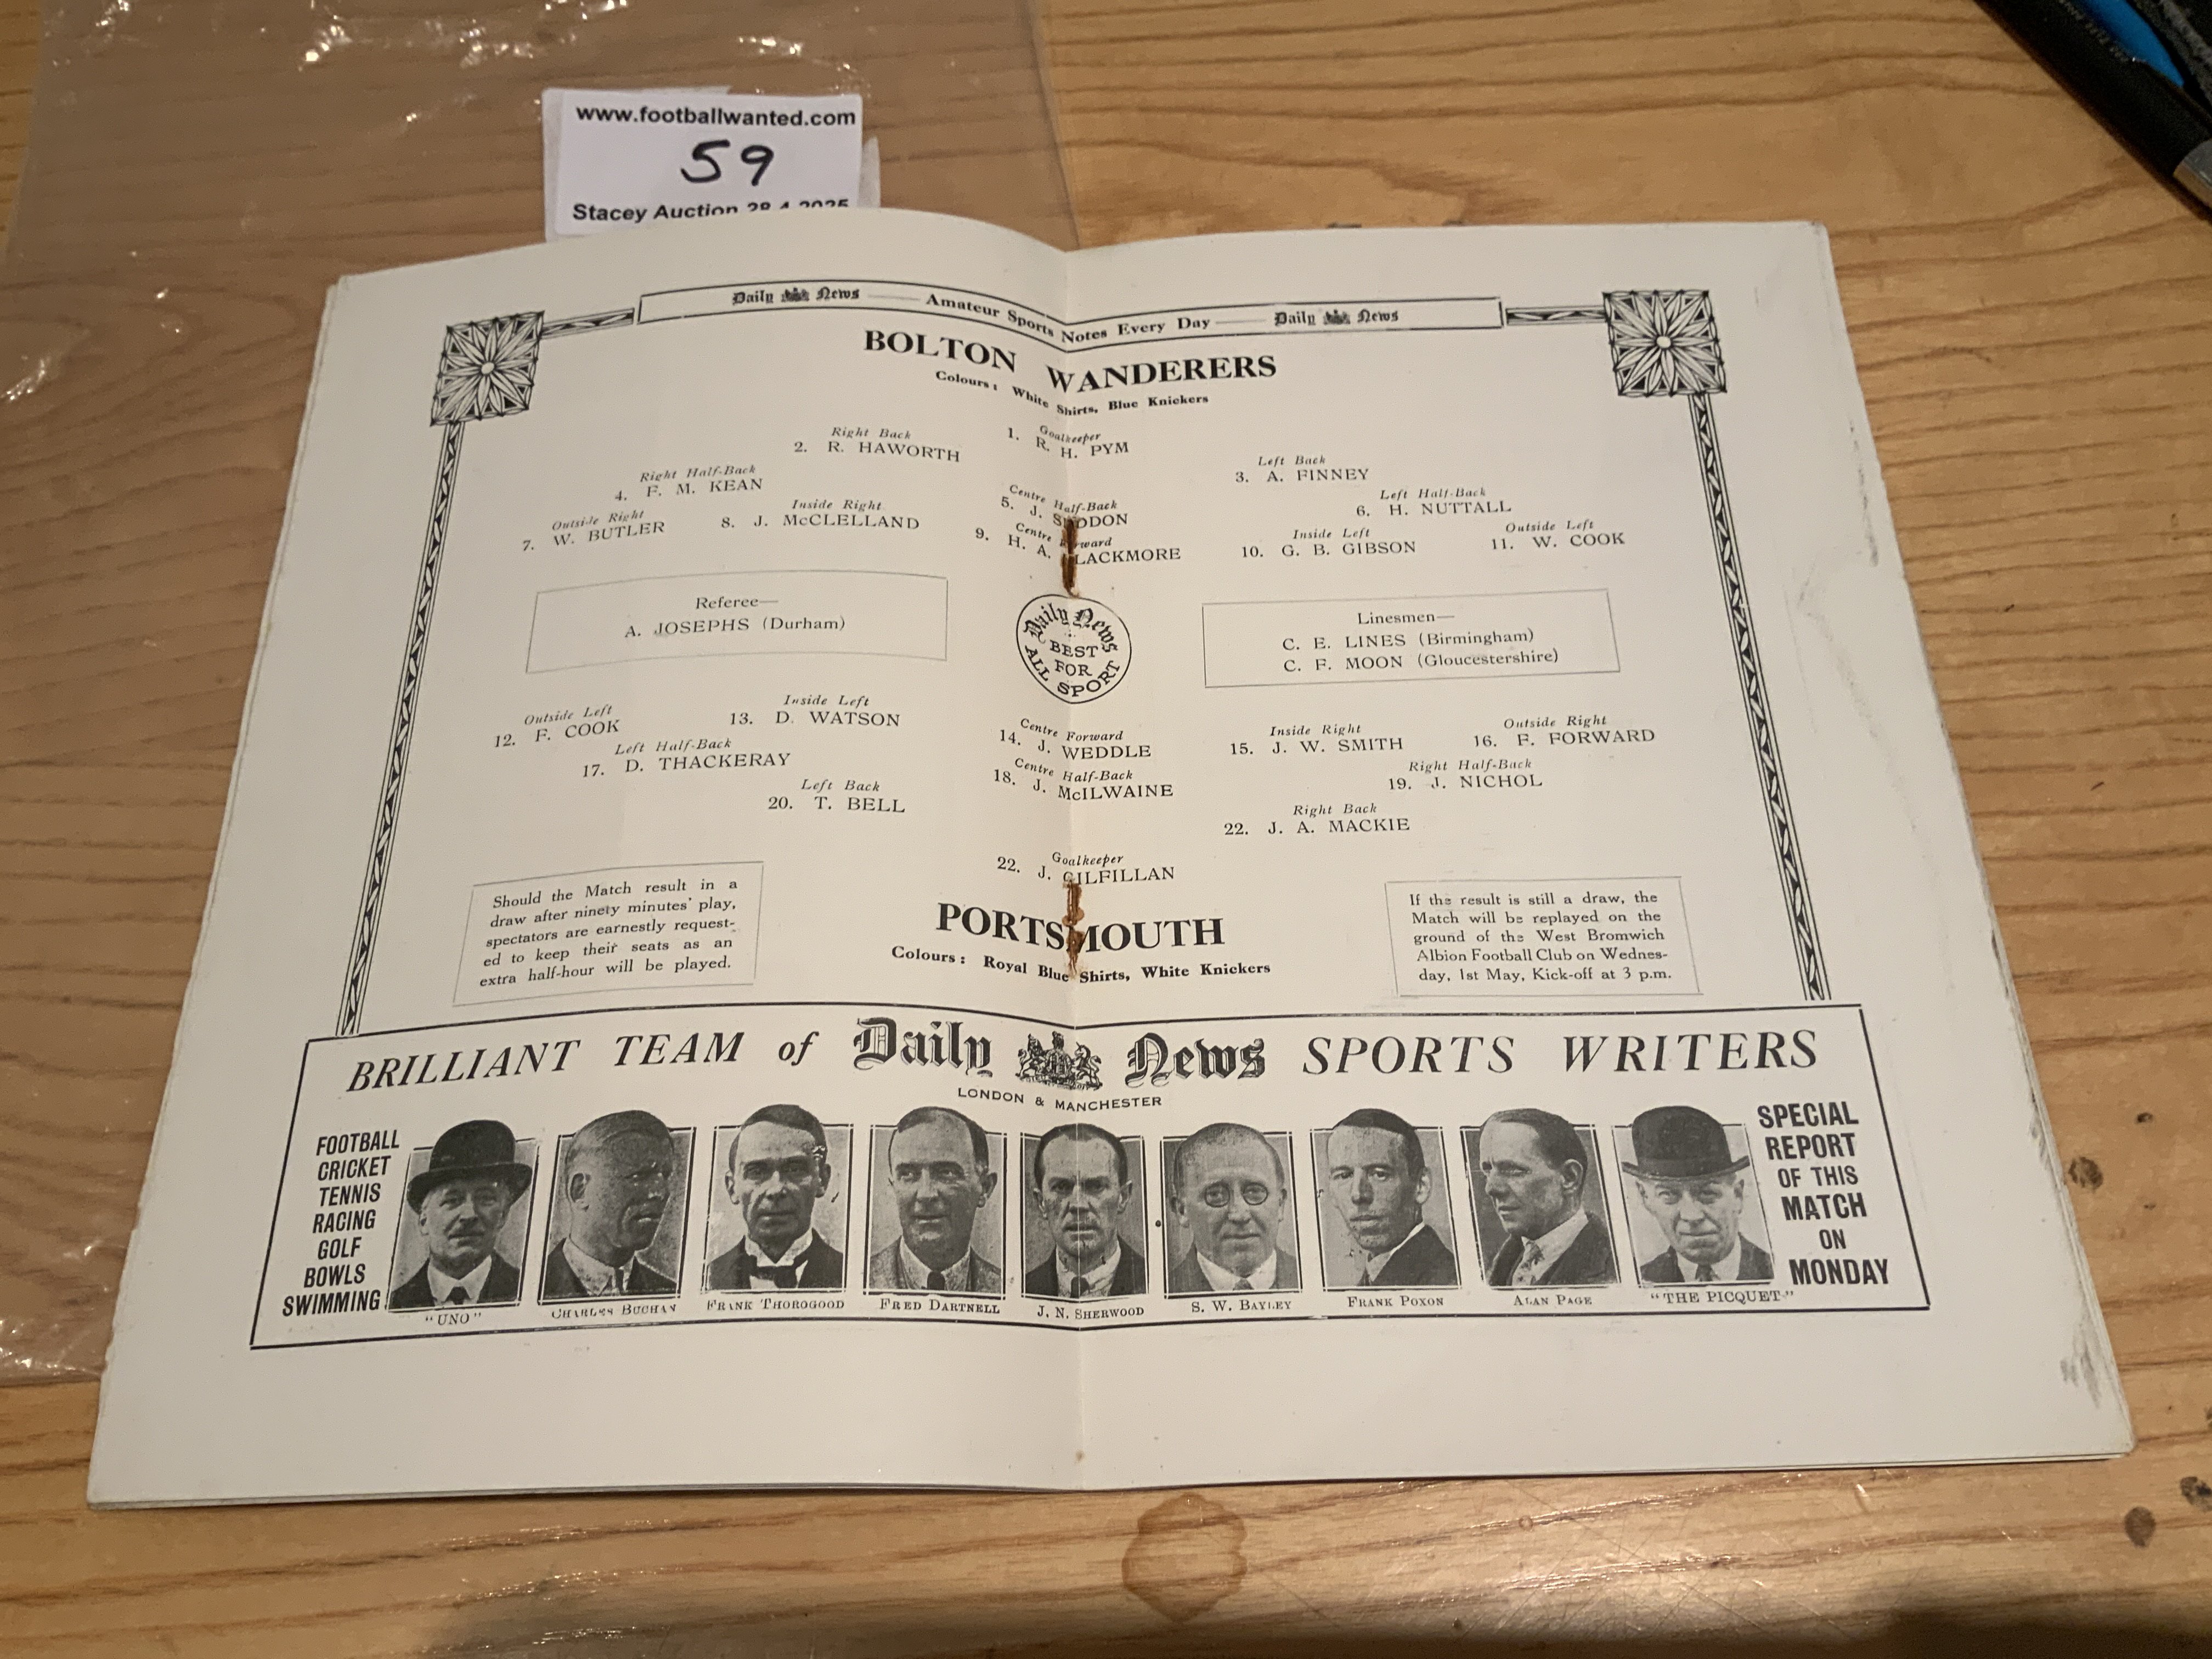 www.footballwanted.com
59
Stacey Auction 28.4.2025
Daily News Amateur Sports Notes Every Day Daily News
BOLTON WANDERERS
Colours: White Shirts, Blue Knickers
Goalkeeper
1. R. H. PYM
Right Back
2. R. HAWORTH
Left Back
3. A. FINNEY
Right Half-Back
4. F. M. KEAN
Centre Half-Back
5. J. SEDDON
Left Half-Back
6. H. NUTTALL
Outside Right
7. W. BUTLER
Inside Right
8. J. McCLELLAND
Centre Forward
9. H. A. BLACKMORE
Inside Left
10. G. B. GIBSON
Outside Left
11. W. COOK
Referee—
A. JOSEPHS (Durham)
Daily News
BEST
FOR
ALL SPORT
Linesmen—
C. E. LINES (Birmingham)
C. F. MOON (Gloucestershire)
Outside Left
12. F. COOK
Inside Left
13. D. WATSON
Centre Forward
14. J. WEDDLE
Inside Right
15. J. W. SMITH
Outside Right
16. F. FORWARD
Left Half-Back
17. D. THACKERAY
Centre Half-Back
18. J. McILWAINE
Right Half-Back
19. J. NICHOL
Left Back
20. T. BELL
Right Back
22. J. A. MACKIE
Goalkeeper
22. J. GILFILLAN
PORTSMOUTH
Colours: Royal Blue Shirts, White Knickers
Should the Match result in a
draw after ninety minutes' play,
spectators are earnestly request-
ed to keep their seats as an
extra half-hour will be played.
If the result is still a draw, the
Match will be replayed on the
ground of the West Bromwich
Albion Football Club on Wednes-
day, 1st May, Kick-off at 3 p.m.
BRILLIANT TEAM of Daily News SPORTS WRITERS
LONDON & MANCHESTER
FOOTBALL
CRICKET
TENNIS
RACING
GOLF
BOWLS
SWIMMING
"UNO"
CHARLES BUCHAN
FRANK THOROGOOD
FRED DARTNELL
J. N. SHERWOOD
S. W. BAYLEY
FRANK POXON
ALAN PAGE
"THE PICQUET"
SPECIAL
REPORT
OF THIS
MATCH
ON
MONDAY